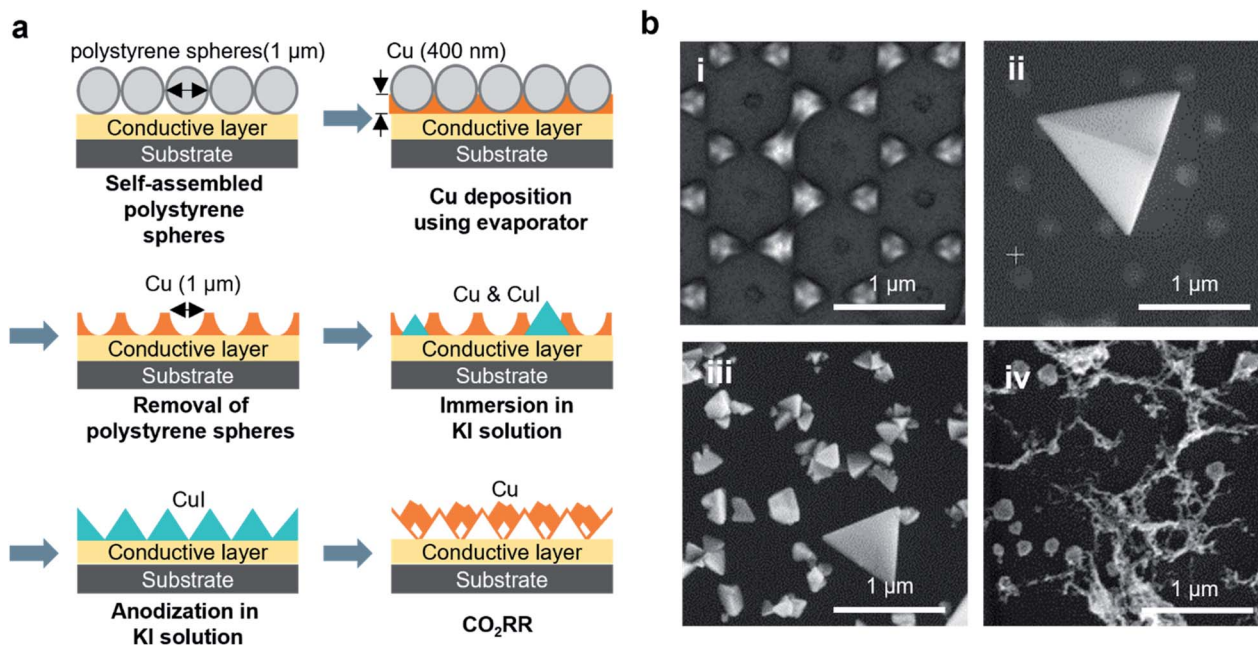 a
polystyrene spheres(1 µm)
Conductive layer
Substrate
Self-assembled
polystyrene
spheres
Cu (400 nm)
Conductive layer
Substrate
Cu deposition
using evaporator
Cu (1 µm)
Conductive layer
Substrate
Removal of
polystyrene spheres
Cu & CuI
Conductive layer
Substrate
Immersion in
KI solution
CuI
Conductive layer
Substrate
Anodization in
KI solution
Cu
Conductive layer
Substrate
CO₂RR
b
i
1 µm
ii
1 µm
iii
1 µm
iv
1 µm